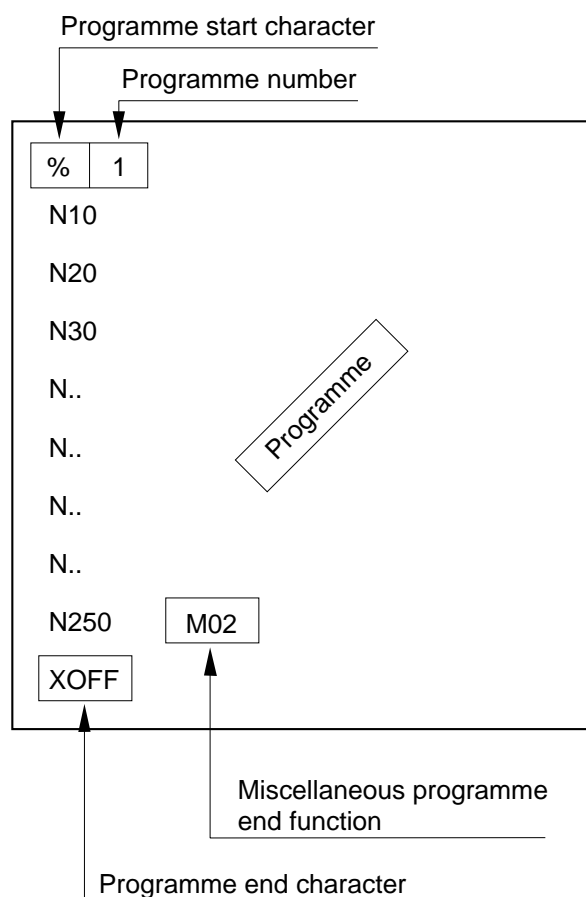 Programme start character
Programme number
% 1
N10
N20
N30
Programme
N..
N..
N..
N..
N250 M02
XOFF
Miscellaneous programme
end function
Programme end character